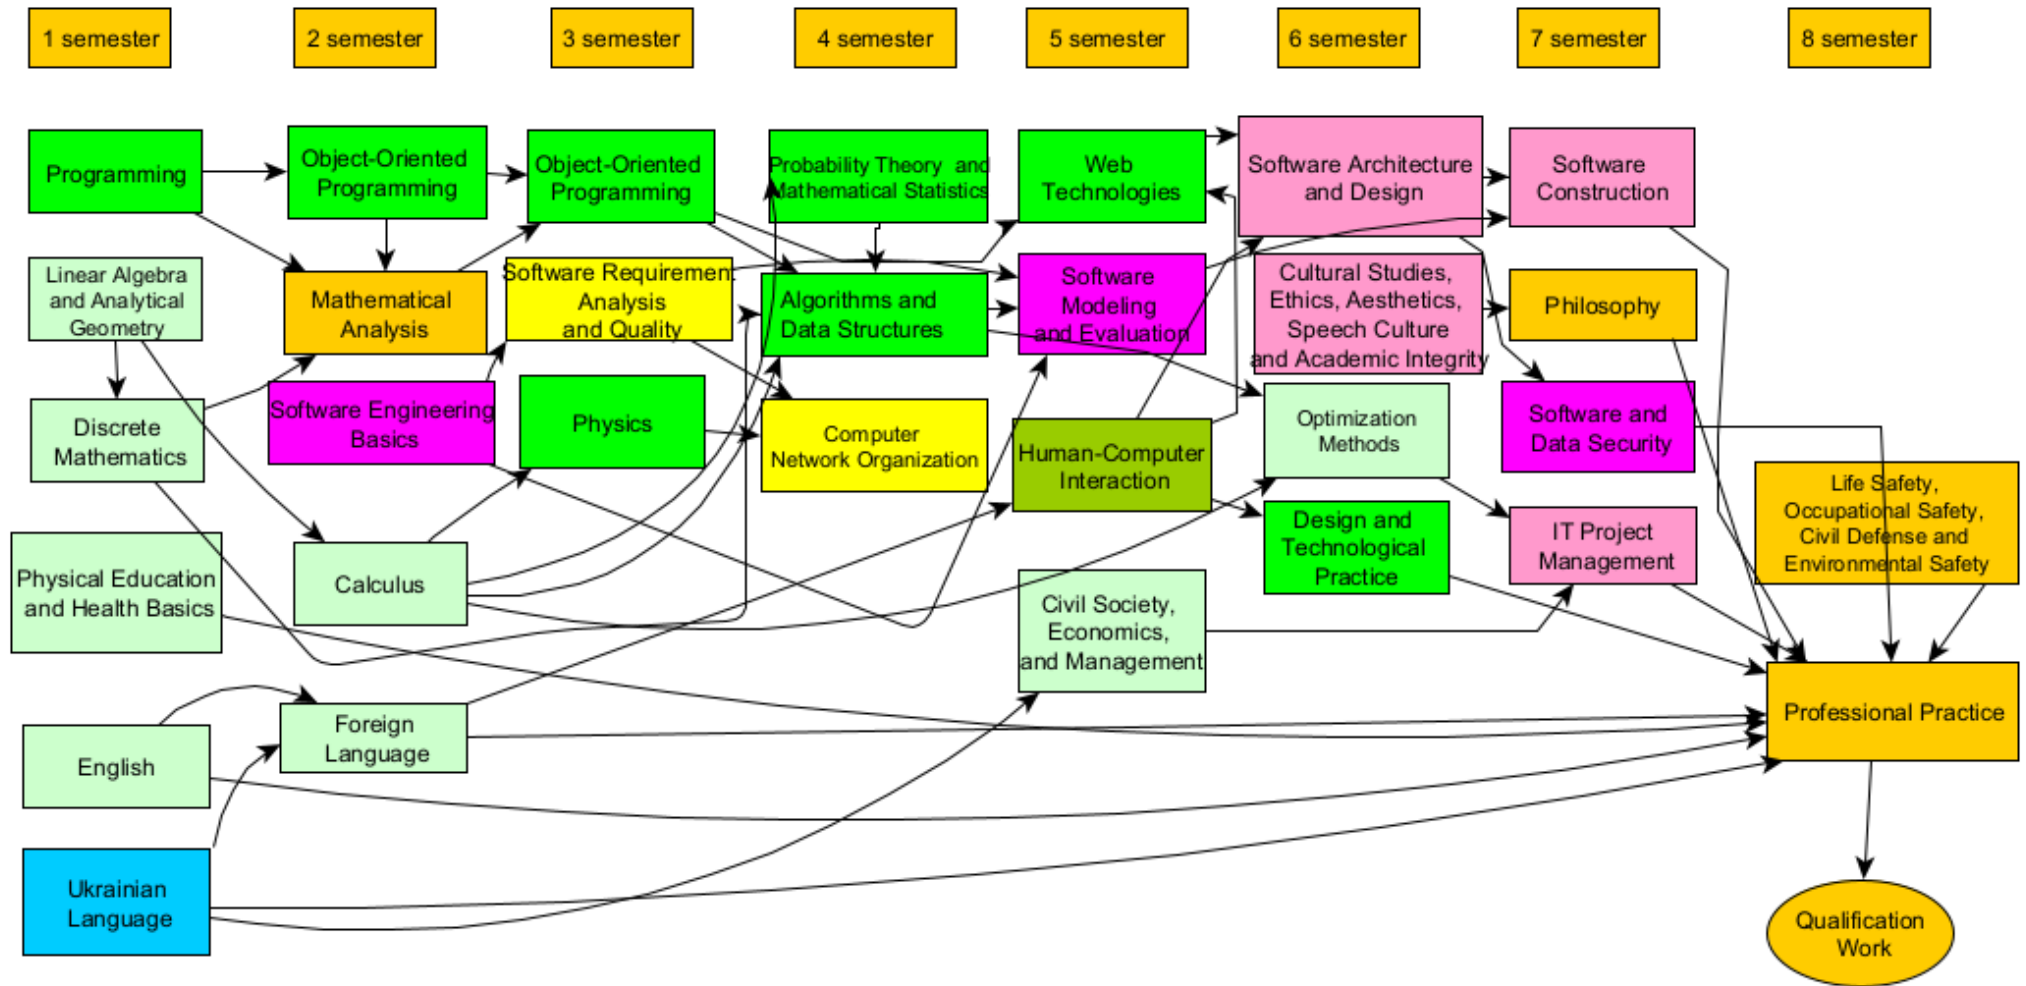 1 semester
2 semester
3 semester
4 semester
5 semester
6 semester
7 semester
8 semester
Programming
Linear Algebra
and Analytical
Geometry
Discrete
Mathematics
Physical Education
and Health Basics
English
Ukrainian
Language
Object-Oriented
Programming
Mathematical
Analysis
Software Engineering
Basics
Calculus
Foreign
Language
Object-Oriented
Programming
Software Requirement
Analysis
and Quality
Physics
Probability Theory and
Mathematical Statistics
Algorithms and
Data Structures
Computer
Network Organization
Web
Technologies
Software
Modeling
and Evaluation
Human-Computer
Interaction
Civil Society,
Economics,
and Management
Software Architecture
and Design
Cultural Studies,
Ethics, Aesthetics,
Speech Culture
and Academic Integrity
Optimization
Methods
Design and
Technological
Practice
Software
Construction
Philosophy
Software and
Data Security
IT Project
Management
Life Safety,
Occupational Safety,
Civil Defense and
Environmental Safety
Professional Practice
Qualification
Work